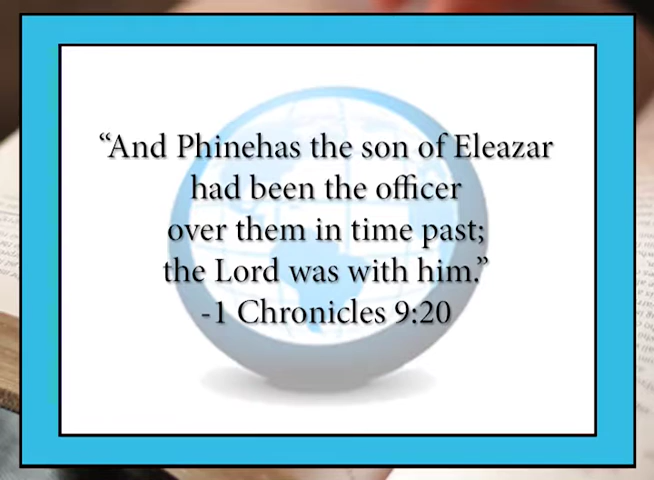 “And Phinehas the son of Eleazar
had been the officer
over them in time past;
the Lord was with him.”
-1 Chronicles 9:20